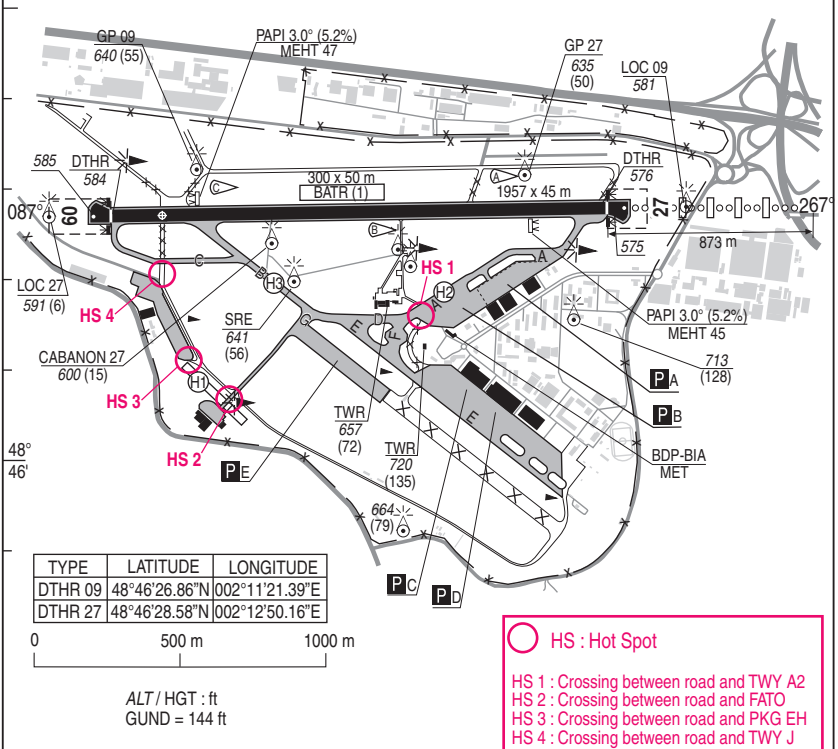 GP 09
640 (55)
PAPI 3.0° (5.2%)
MEHT 47
GP 27
635
(50)
LOC 09
581
585
DTHR
584
C
300 x 50 m
BATR (1)
A
1957 x 45 m
DTHR
576
087°
09
27
267°
B
575
873 m
LOC 27
591 (6)
C
B
H3
HS 1
H2
A
A
HS 4
SRE
641
(56)
G
E
D
F
PAPI 3.0° (5.2%)
MEHT 45
CABANON 27
600 (15)
713
(128)
HS 3
H1
P A
P B
TWR
657
(72)
TWR
720
(135)
E
BDP-BIA
MET
48°
46'
HS 2
P E
664
(79)
P C
P D
TYPE LATITUDE LONGITUDE
DTHR 09 48°46'26.86"N 002°11'21.39"E
DTHR 27 48°46'28.58"N 002°12'50.16"E
0 500 m 1000 m
ALT / HGT : ft
GUND = 144 ft
HS : Hot Spot
HS 1 : Crossing between road and TWY A2
HS 2 : Crossing between road and FATO
HS 3 : Crossing between road and PKG EH
HS 4 : Crossing between road and TWY J